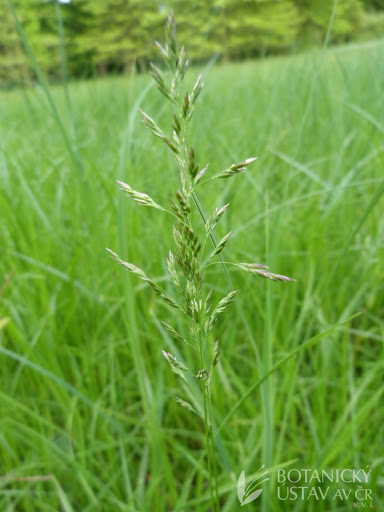 BOTANICKÝ
ÚSTAV AV ČR
v. v. i.